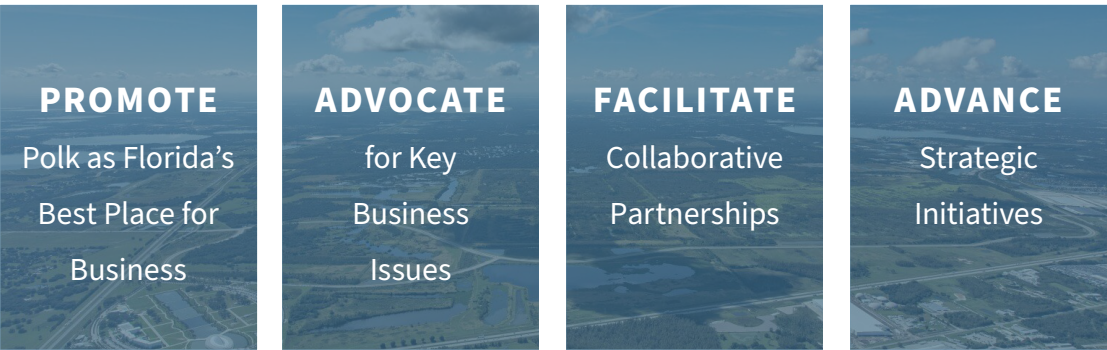 PROMOTE
Polk as Florida’s
Best Place for
Business
ADVOCATE
for Key
Business
Issues
FACILITATE
Collaborative
Partnerships
ADVANCE
Strategic
Initiatives